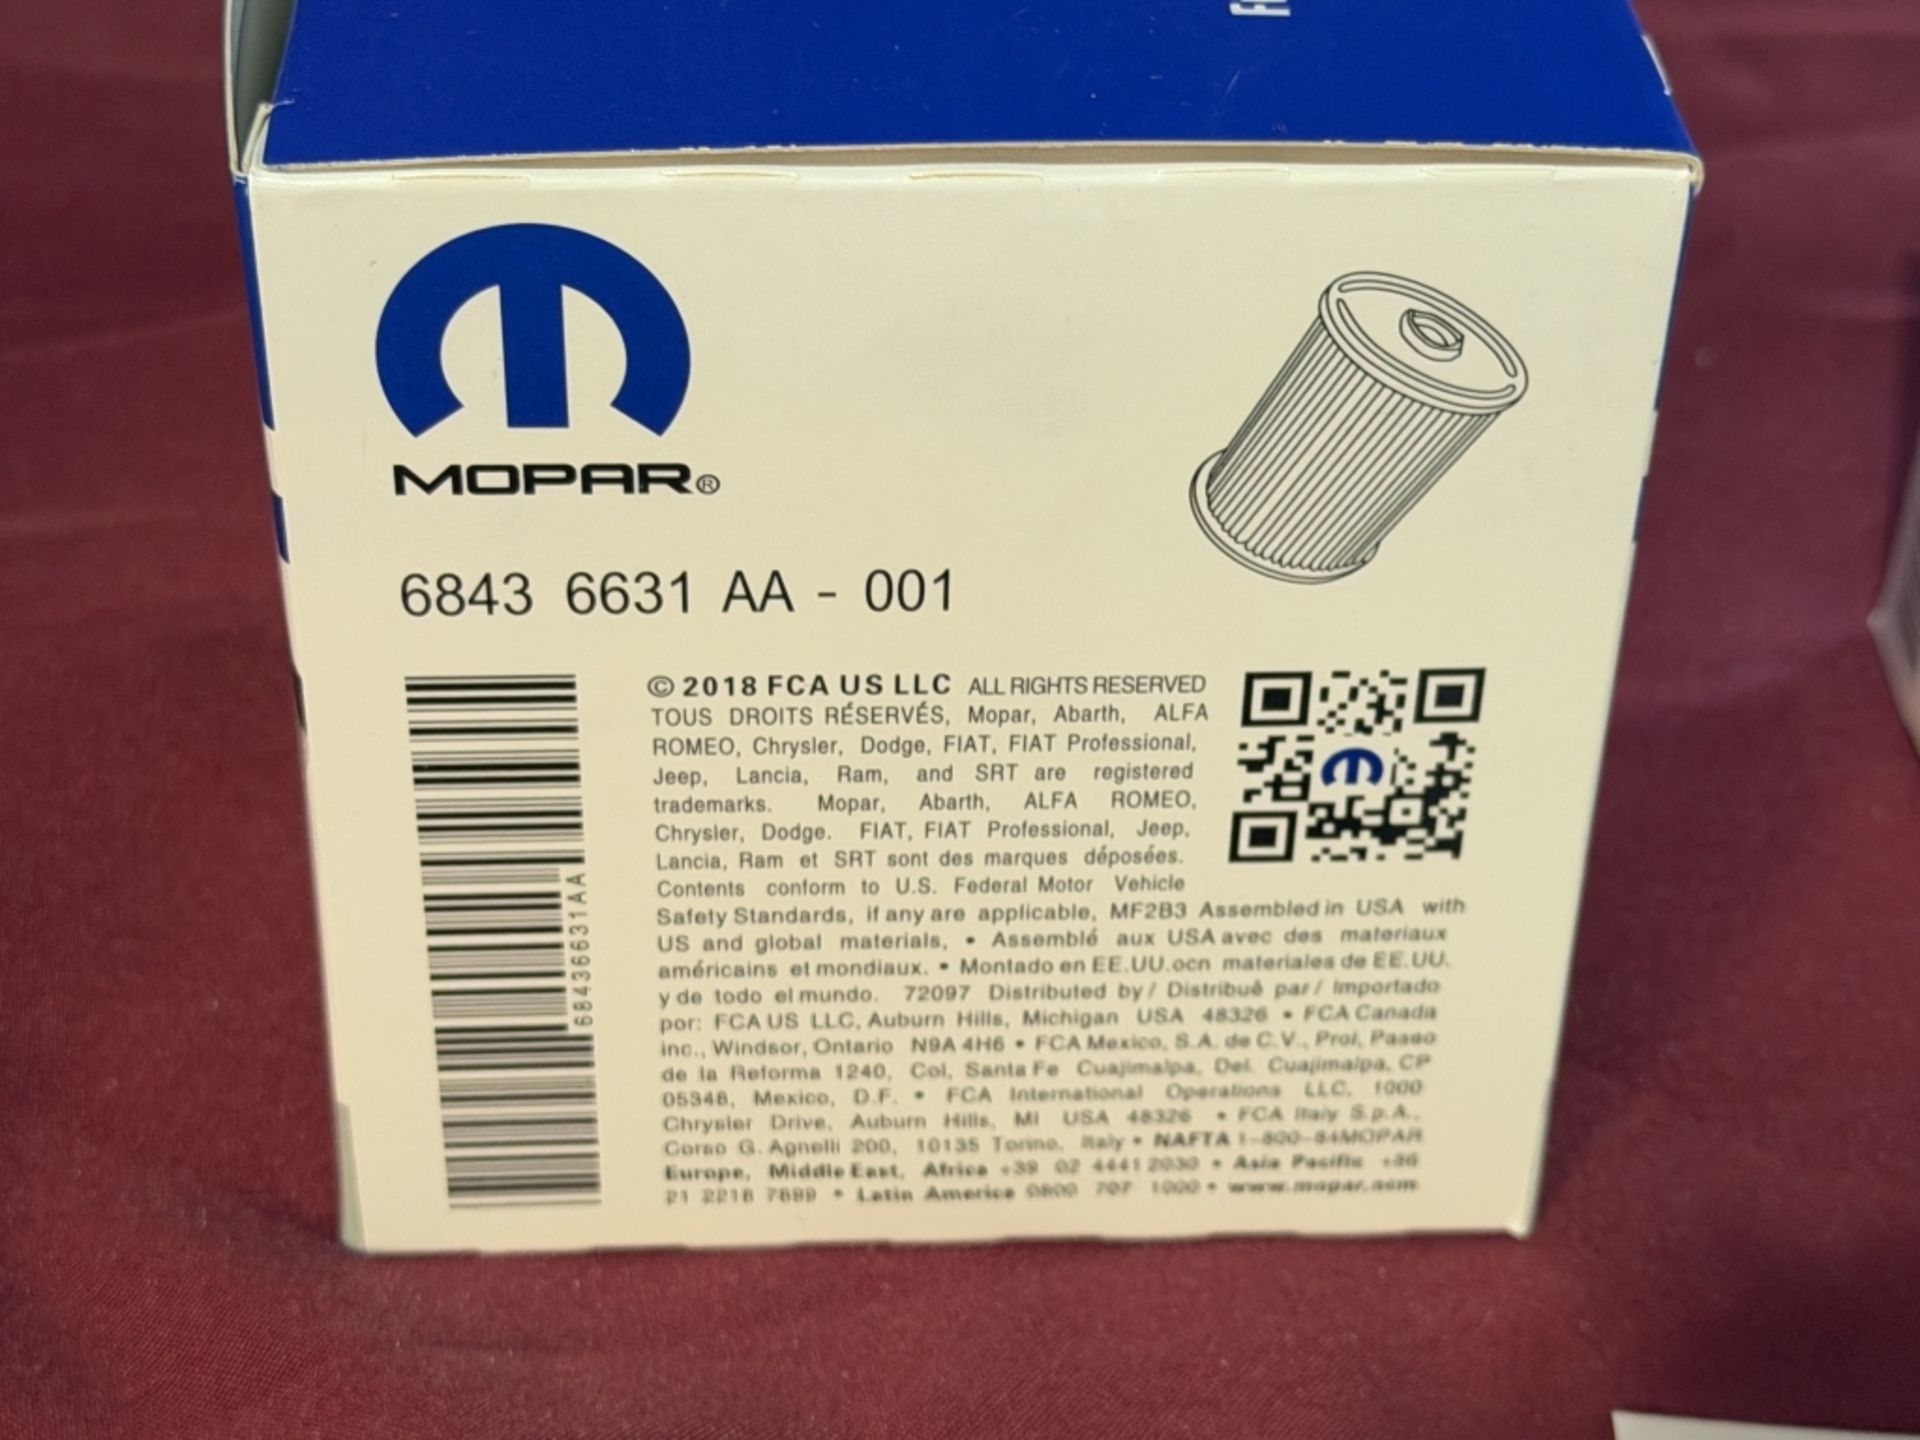 MOPAR®
6843 6631 AA - 001
68436631AA
© 2018 FCA US LLC ALL RIGHTS RESERVED
TOUS DROITS RÉSERVÉS, Mopar, Abarth, ALFA
ROMEO, Chrysler, Dodge, FIAT, FIAT Professional,
Jeep, Lancia, Ram, and SRT are registered
trademarks. Mopar, Abarth, ALFA ROMEO,
Chrysler, Dodge. FIAT, FIAT Professional, Jeep,
Lancia, Ram et SRT sont des marques déposées.
Contents conform to U.S. Federal Motor Vehicle
Safety Standards, if any are applicable, MF2B3 Assembled in USA with
US and global materials, • Assemblé aux USA avec des materiaux
américains et mondiaux. • Montado en EE.UU.ocn materiales de EE.UU.
y de todo el mundo. 72097 Distributed by / Distribué par / Importado
por: FCA US LLC, Auburn Hills, Michigan USA 48326 • FCA Canada
inc., Windsor, Ontario N9A 4H6 • FCA Mexico, S.A. de C.V., Prol, Paseo
de la Reforma 1240, Col, Santa Fe Cuajimalpa, Del. Cuajimalpa, CP
05348, Mexico, D.F. • FCA International Operations LLC, 1000
Chrysler Drive, Auburn Hills, MI USA 48326 • FCA Italy S.p.A.,
Corso G. Agnelli 200, 10135 Torino, Italy • NAFTA 1-800-84MOPAR
Europe, Middle East, Africa +39 02 4441 2030 • Asia Pacific +86
21 2218 7899 • Latin America 0800 707 1000 • www.mopar.com